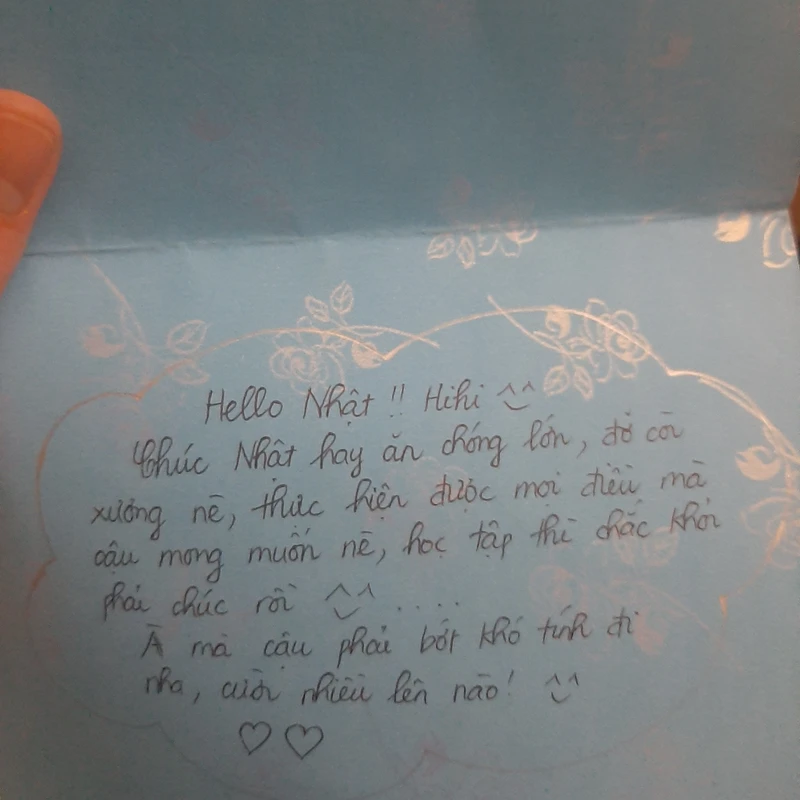 Hello Nhật !! Hihi ^^
Chúc Nhật hay ăn chóng lớn, đỡ còi
xương nè, thực hiện được mọi điều mà
cậu mong muốn nè, học tập thì chắc khỏi
phải chúc rồi ^^ ....
À mà cậu phải bớt khó tính đi
nha, cười nhiều lên nào! ^^
♡♡